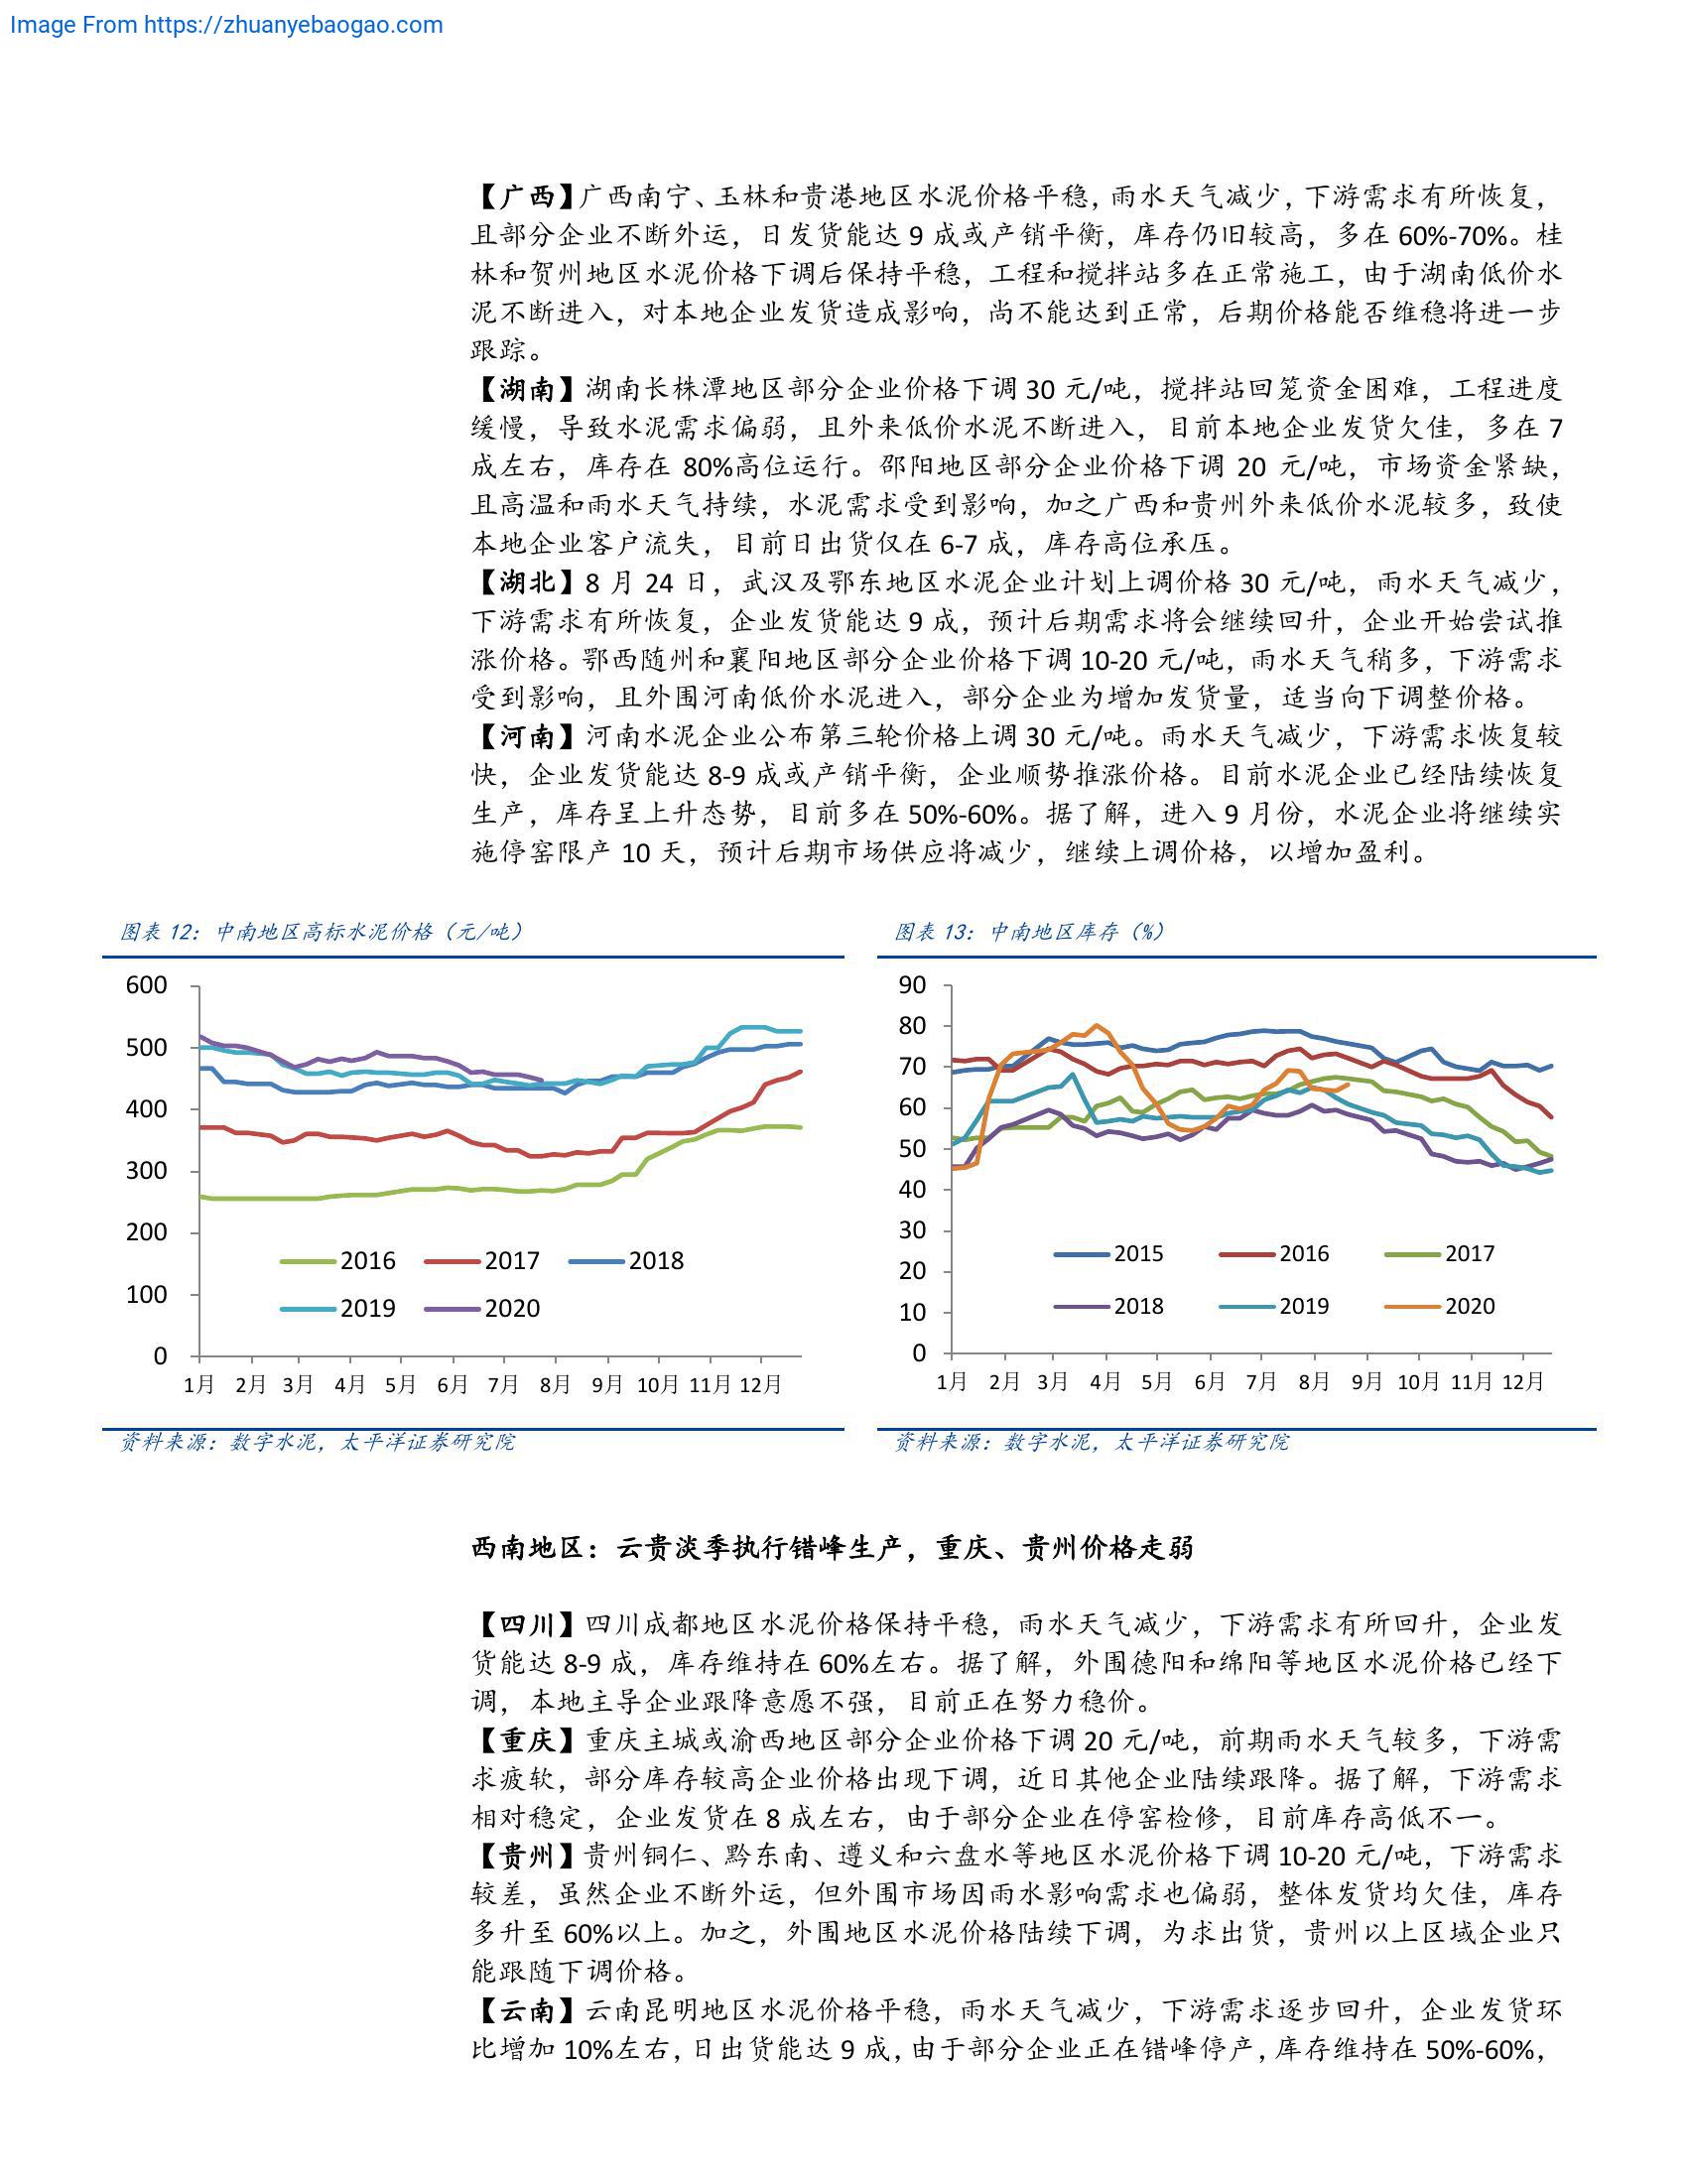 Image From https://zhuanyebaogao.com
【广西】广西南宁、玉林和贵港地区水泥价格平稳，雨水天气减少，下游需求有所恢复，
且部分企业不断外运，日发货能达 9 成或产销平衡，库存仍旧较高，多在 60%-70%。桂
林和贺州地区水泥价格下调后保持平稳，工程和搅拌站多在正常施工，由于湖南低价水
泥不断进入，对本地企业发货造成影响，尚不能达到正常，后期价格能否维稳将进一步
跟踪。
【湖南】湖南长株潭地区部分企业价格下调 30 元/吨，搅拌站回笼资金困难，工程进度
缓慢，导致水泥需求偏弱，且外来低价水泥不断进入，目前本地企业发货欠佳，多在 7
成左右，库存在 80%高位运行。邵阳地区部分企业价格下调 20 元/吨，市场资金紧缺，
且高温和雨水天气持续，水泥需求受到影响，加之广西和贵州外来低价水泥较多，致使
本地企业客户流失，目前日出货仅在 6-7 成，库存高位承压。
【湖北】8 月 24 日，武汉及鄂东地区水泥企业计划上调价格 30 元/吨，雨水天气减少，
下游需求有所恢复，企业发货能达 9 成，预计后期需求将会继续回升，企业开始尝试推
涨价格。鄂西随州和襄阳地区部分企业价格下调 10-20 元/吨，雨水天气稍多，下游需求
受到影响，且外围河南低价水泥进入，部分企业为增加发货量，适当向下调整价格。
【河南】河南水泥企业公布第三轮价格上调 30 元/吨。雨水天气减少，下游需求恢复较
快，企业发货能达 8-9 成或产销平衡，企业顺势推涨价格。目前水泥企业已经陆续恢复
生产，库存呈上升态势，目前多在 50%-60%。据了解，进入 9 月份，水泥企业将继续实
施停窑限产 10 天，预计后期市场供应将减少，继续上调价格，以增加盈利。
图表 12：中南地区高标水泥价格（元/吨）
600
500
400
300
200
100
0
2016 2017 2018
2019 2020
1月 2月 3月 4月 5月 6月 7月 8月 9月 10月 11月 12月
资料来源：数字水泥，太平洋证券研究院
图表 13：中南地区库存（%）
90
80
70
60
50
40
30
20
10
0
2015 2016 2017
2018 2019 2020
1月 2月 3月 4月 5月 6月 7月 8月 9月 10月 11月 12月
资料来源：数字水泥，太平洋证券研究院
西南地区：云贵淡季执行错峰生产，重庆、贵州价格走弱
【四川】四川成都地区水泥价格保持平稳，雨水天气减少，下游需求有所回升，企业发
货能达 8-9 成，库存维持在 60%左右。据了解，外围德阳和绵阳等地区水泥价格已经下
调，本地主导企业跟降意愿不强，目前正在努力稳价。
【重庆】重庆主城或渝西地区部分企业价格下调 20 元/吨，前期雨水天气较多，下游需
求疲软，部分库存较高企业价格出现下调，近日其他企业陆续跟降。据了解，下游需求
相对稳定，企业发货在 8 成左右，由于部分企业在停窑检修，目前库存高低不一。
【贵州】贵州铜仁、黔东南、遵义和六盘水等地区水泥价格下调 10-20 元/吨，下游需求
较差，虽然企业不断外运，但外围市场因雨水影响需求也偏弱，整体发货均欠佳，库存
多升至 60%以上。加之，外围地区水泥价格陆续下调，为求出货，贵州以上区域企业只
能跟随下调价格。
【云南】云南昆明地区水泥价格平稳，雨水天气减少，下游需求逐步回升，企业发货环
比增加 10%左右，日出货能达 9 成，由于部分企业正在错峰停产，库存维持在 50%-60%，